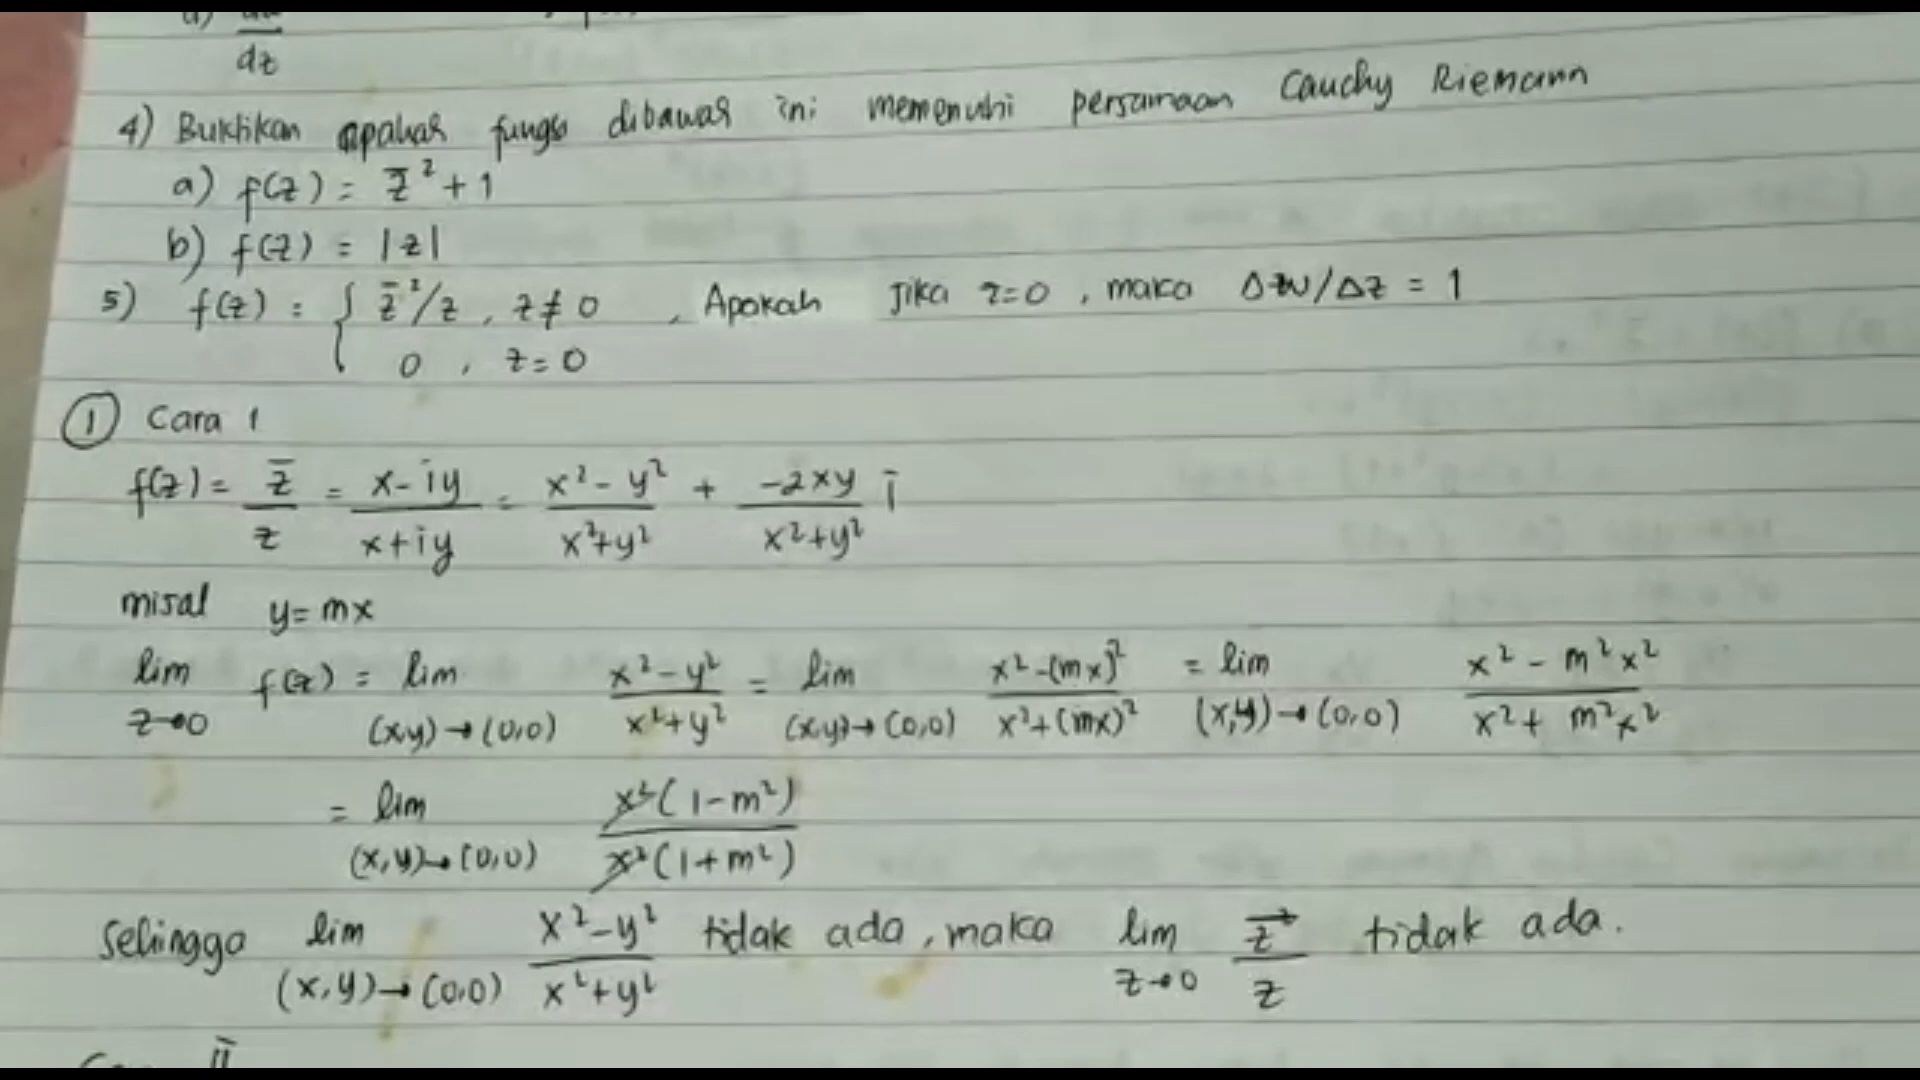 dz
4) Buktikan apakah fungsi dibawah ini memenuhi persamaan Cauchy Riemann
a) f(z) = z̄² + 1
b) f(z) = |z|
5) f(z) = { z̄²/z , z ≠ 0 , Apakah Jika z=0 , maka Δw/Δz = 1
0 , z = 0
① Cara 1
f(z) = z̄/z = (x - iy)/(x + iy) = (x² - y²)/(x² + y²) + (-2xy)/(x² + y²) i
misal y = mx
lim z→0 f(z) = lim (x,y)→(0,0) (x² - y²)/(x² + y²) = lim (x,y)→(0,0) (x² - (mx)²)/(x² + (mx)²) = lim (x,y)→(0,0) (x² - m²x²)/(x² + m²x²)
= lim (x,y)→(0,0) x²(1 - m²)/x²(1 + m²)
Sehingga lim (x,y)→(0,0) (x² - y²)/(x² + y²) tidak ada, maka lim z→0 z̄/z tidak ada.